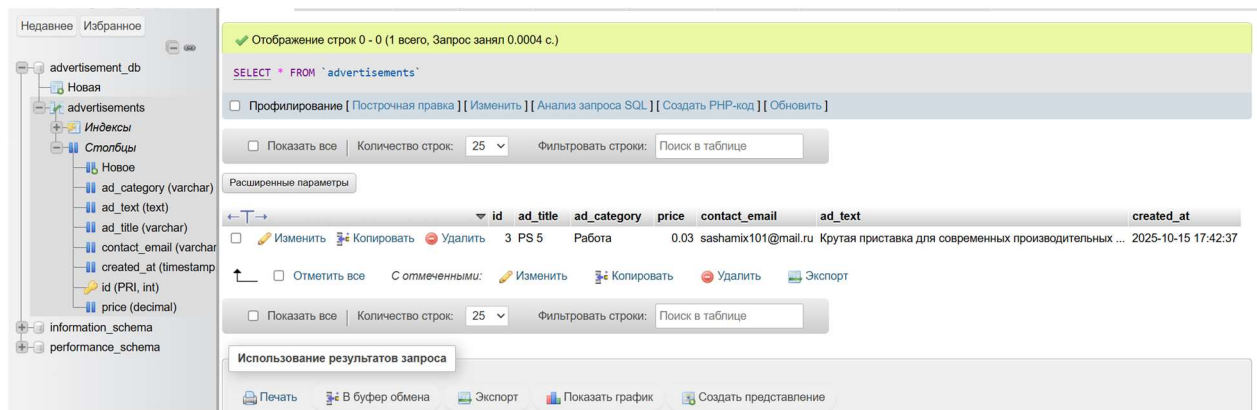 Недавнее Избранное
advertisement_db
Новая
advertisements
Индексы
Столбцы
Новое
ad_category (varchar)
ad_text (text)
ad_title (varchar)
contact_email (varchar
created_at (timestamp
id (PRI, int)
price (decimal)
information_schema
performance_schema
Отображение строк 0 - 0 (1 всего, Запрос занял 0.0004 с.)
SELECT * FROM `advertisements`
Профилирование [ Построчная правка ] [ Изменить ] [ Анализ запроса SQL ] [ Создать PHP-код ] [ Обновить ]
Показать все | Количество строк: 25 Фильтровать строки: Поиск в таблице
Расширенные параметры
←T→ id ad_title ad_category price contact_email ad_text created_at
Изменить Копировать Удалить 3 PS 5 Работа 0.03 sashamix101@mail.ru Крутая приставка для современных производительных ... 2025-10-15 17:42:37
Отметить все С отмеченными: Изменить Копировать Удалить Экспорт
Показать все | Количество строк: 25 Фильтровать строки: Поиск в таблице
Использование результатов запроса
Печать В буфер обмена Экспорт Показать график Создать представление